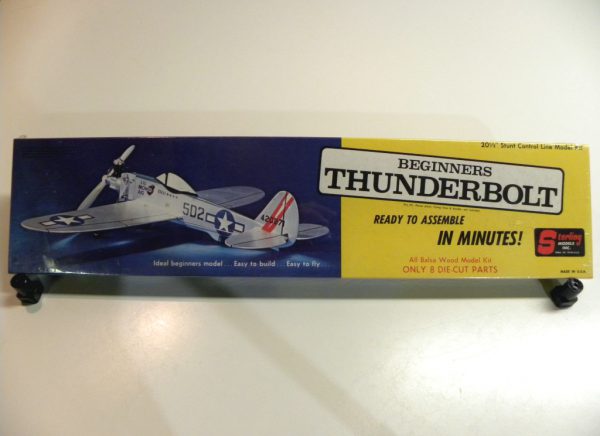 20½" Stunt Control Line Model Kit
BEGINNERS
THUNDERBOLT
READY TO ASSEMBLE
IN MINUTES!
All Balsa Wood Model Kit
ONLY 8 DIE-CUT PARTS
Sterling
MODELS
INC.
MADE IN U.S.A.
502
Ideal beginners model . . . Easy to build . . . Easy to fly . . .